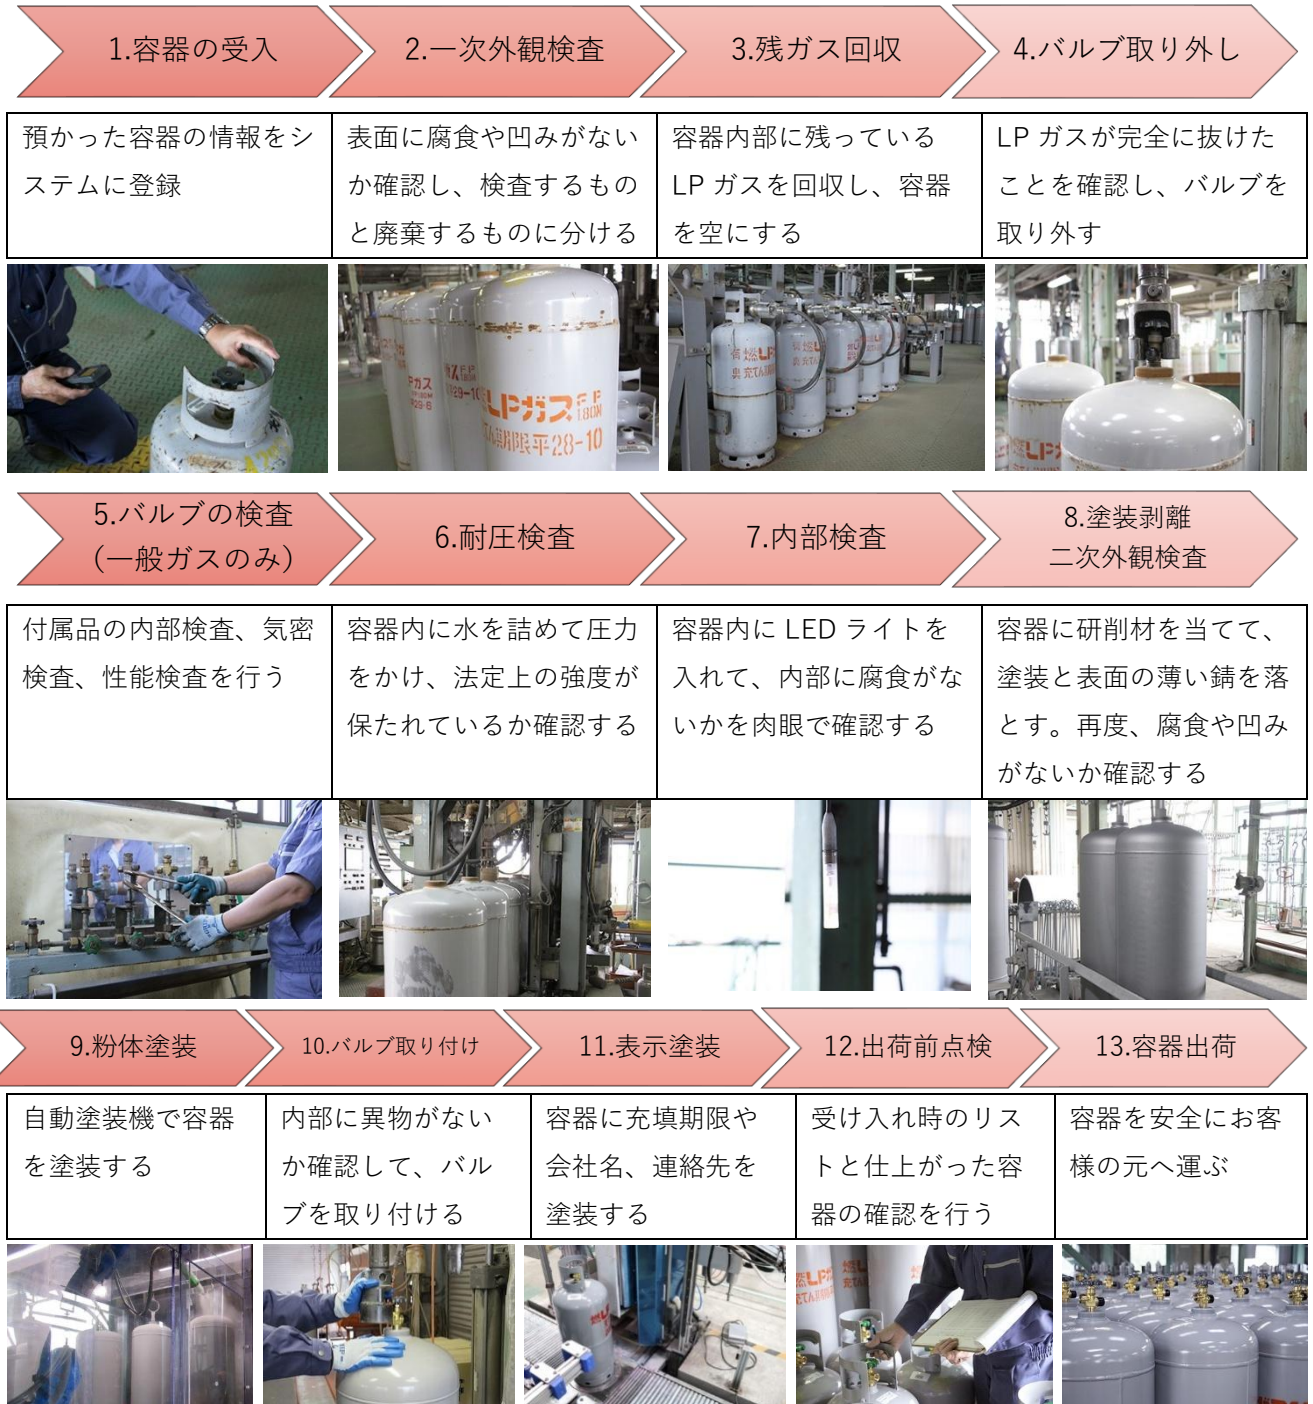 1.容器の受入
2.一次外観検査
3.残ガス回収
4.バルブ取り外し
預かった容器の情報をシ
ステムに登録
表面に腐食や凹みがない
か確認し、検査するもの
と廃棄するものに分ける
容器内部に残っている
LP ガスを回収し、容器
を空にする
LP ガスが完全に抜けた
ことを確認し、バルブを
取り外す
LPガス
29-6
LPガス
期限平28-10
5.バルブの検査
(一般ガスのみ)
6.耐圧検査
7.内部検査
8.塗装剥離
二次外観検査
付属品の内部検査、気密
検査、性能検査を行う
容器内に水を詰めて圧力
をかけ、法定上の強度が
保たれているか確認する
容器内に LED ライトを
入れて、内部に腐食がな
いかを肉眼で確認する
容器に研削材を当てて、
塗装と表面の薄い錆を落
とす。再度、腐食や凹み
がないか確認する
9.粉体塗装
10.バルブ取り付け
11.表示塗装
12.出荷前点検
13.容器出荷
自動塗装機で容器
を塗装する
内部に異物がない
か確認して、バル
ブを取り付ける
容器に充填期限や
会社名、連絡先を
塗装する
受け入れ時のリス
トと仕上がった容
器の確認を行う
容器を安全にお客
様の元へ運ぶ